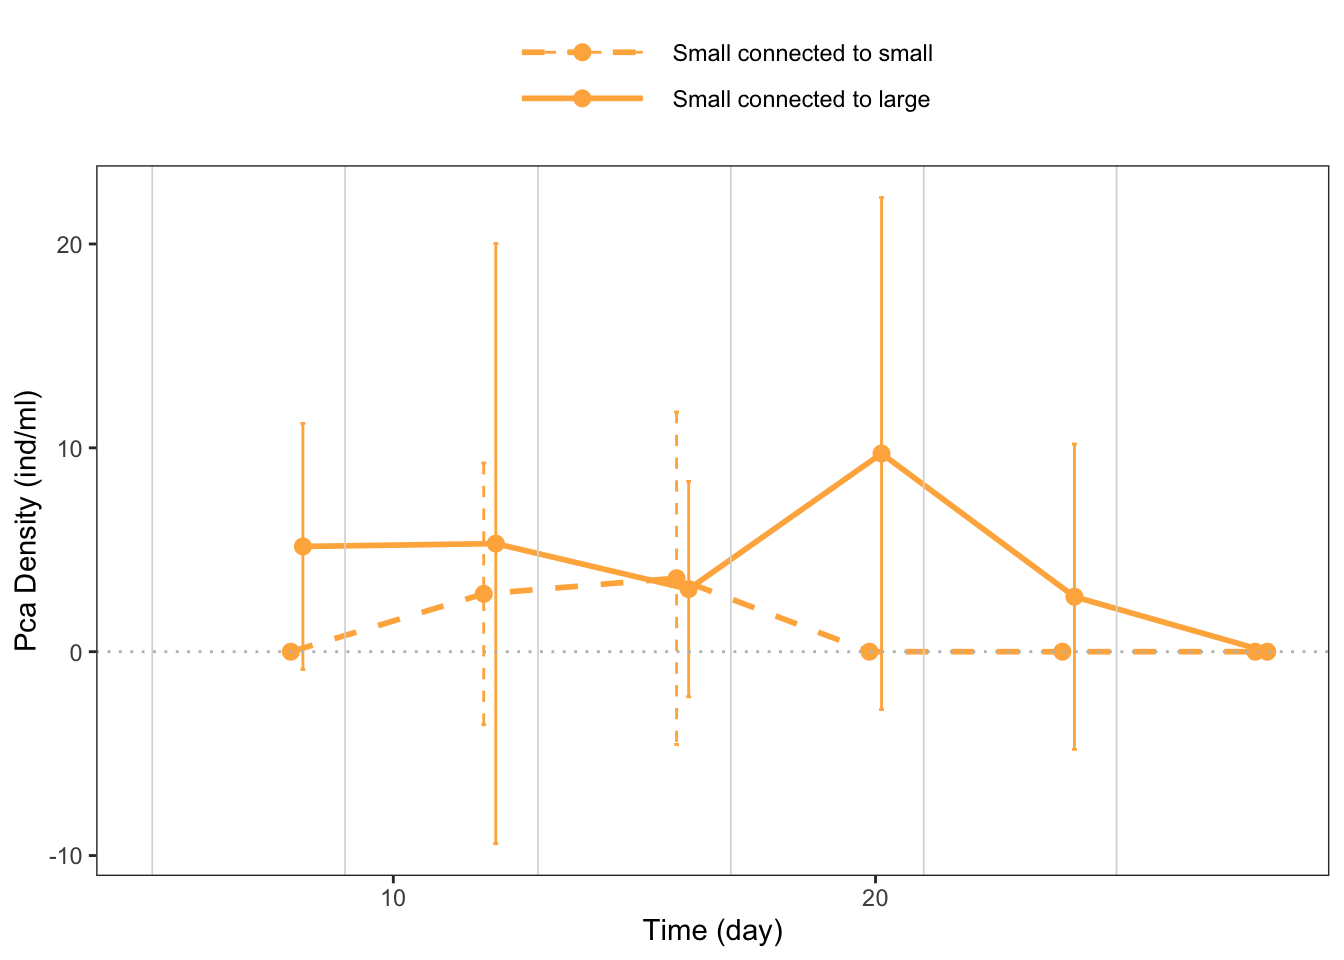 Small connected to small
Small connected to large
20
10
0
-10
Pca Density (ind/ml)
10
20
Time (day)